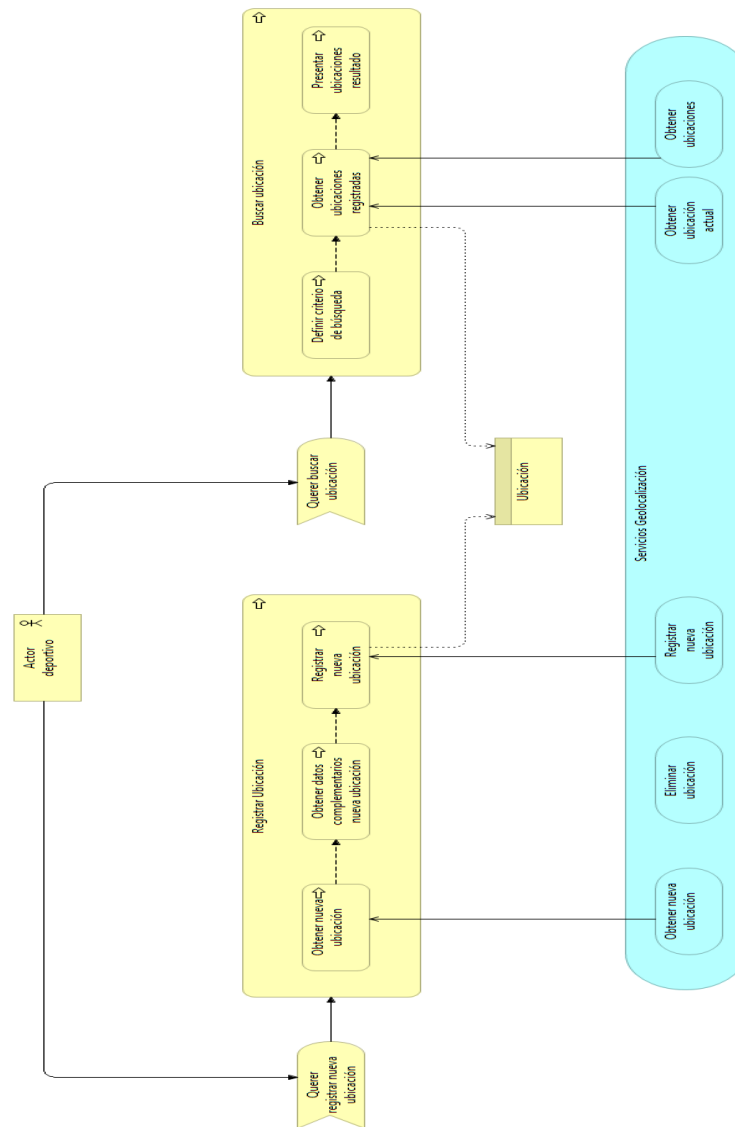 Actor
deportivo
Querer
registrar nueva
ubicación
Registrar Ubicación
Obtener nueva
ubicación
Obtener datos
complementarios
nueva ubicación
Registrar
nueva
ubicación
Querer buscar
ubicación
Buscar ubicación
Definir criterio
de búsqueda
Obtener
ubicaciones
registradas
Presentar
ubicaciones
resultado
Ubicación
Servicios Geolocalización
Obtener nueva
ubicación
Eliminar
ubicación
Registrar
nueva
ubicación
Obtener
ubicación
actual
Obtener
ubicaciones